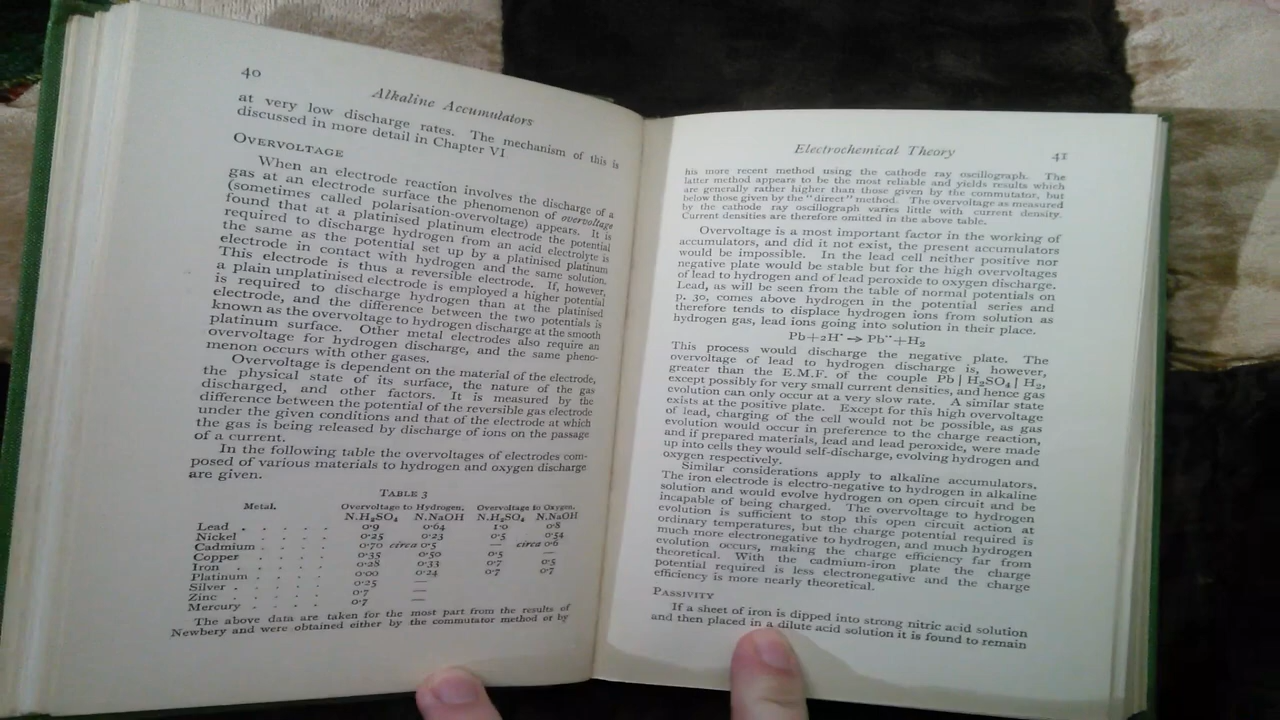 40
Alkaline Accumulators
at very low discharge rates. The mechanism of this is
discussed in more detail in Chapter VI
OVERVOLTAGE
When an electrode reaction involves the discharge of a
gas at an electrode surface the phenomenon of overvoltage
(sometimes called polarisation-overvoltage) appears. It is
found that at a platinised platinum electrode the potential
required to discharge hydrogen from an acid electrolyte is
the same as the potential set up by a platinised platinum
electrode in contact with hydrogen and the same solution.
This electrode is thus a reversible electrode. If, however,
a plain unplatinised electrode is employed a higher potential
is required to discharge hydrogen than at the platinised
electrode, and the difference between the two potentials is
known as the overvoltage to hydrogen discharge at the smooth
platinum surface. Other metal electrodes also require an
overvoltage for hydrogen discharge, and the same pheno-
menon occurs with other gases.
Overvoltage is dependent on the material of the electrode,
the physical state of its surface, the nature of the gas
discharged, and other factors. It is measured by the
difference between the potential of the reversible gas electrode
under the given conditions and that of the electrode at which
the gas is being released by discharge of ions on the passage
of a current.
In the following table the overvoltages of electrodes com-
posed of various materials to hydrogen and oxygen discharge
are given.
TABLE 3
Metal. Overvoltage to Hydrogen. Overvoltage to Oxygen.
N.H₂SO₄ N.NaOH N.H₂SO₄ N.NaOH
Lead . . . . . 0·9 0·64 1·0 0·8
Nickel . . . . 0·25 0·23 0·5 0·54
Cadmium . . . . 0·70 circa 0·5 — circa 0·6
Copper . . . . 0·35 0·50 0·5 —
Iron . . . . . 0·28 0·33 0·7 0·5
Platinum . . . . 0·00 0·24 0·7 0·7
Silver . . . . 0·25 —
Zinc . . . . . 0·7 —
Mercury . . . . 0·7 —
The above data are taken for the most part from the results of
Newbery and were obtained either by the commutator method or by
Electrochemical Theory
41
his more recent method using the cathode ray oscillograph. The
latter method appears to be the most reliable and yields results which
are generally rather higher than those given by the commutator, but
below those given by the "direct" method. The overvoltage as measured
by the cathode ray oscillograph varies little with current density.
Current densities are therefore omitted in the above table.
Overvoltage is a most important factor in the working of
accumulators, and did it not exist, the present accumulators
would be impossible. In the lead cell neither positive nor
negative plate would be stable but for the high overvoltages
of lead to hydrogen and of lead peroxide to oxygen discharge.
Lead, as will be seen from the table of normal potentials on
p. 30, comes above hydrogen in the potential series and
therefore tends to displace hydrogen ions from solution as
hydrogen gas, lead ions going into solution in their place.
Pb+2H˙→Pb˙˙+H₂
This process would discharge the negative plate. The
overvoltage of lead to hydrogen discharge is, however,
greater than the E.M.F. of the couple Pb | H₂SO₄ | H₂,
except possibly for very small current densities, and hence gas
evolution can only occur at a very slow rate. A similar state
exists at the positive plate. Except for this high overvoltage
of lead, charging of the cell would not be possible, as gas
evolution would occur in preference to the charge reaction,
and if prepared materials, lead and lead peroxide, were made
up into cells they would self-discharge, evolving hydrogen and
oxygen respectively.
Similar considerations apply to alkaline accumulators.
The iron electrode is electro-negative to hydrogen in alkaline
solution and would evolve hydrogen on open circuit and be
incapable of being charged. The overvoltage to hydrogen
evolution is sufficient to stop this open circuit action at
ordinary temperatures, but the charge potential required is
much more electronegative to hydrogen, and much hydrogen
evolution occurs, making the charge efficiency far from
theoretical. With the cadmium-iron plate the charge
potential required is less electronegative and the charge
efficiency is more nearly theoretical.
PASSIVITY
If a sheet of iron is dipped into strong nitric acid solution
and then placed in a dilute acid solution it is found to remain